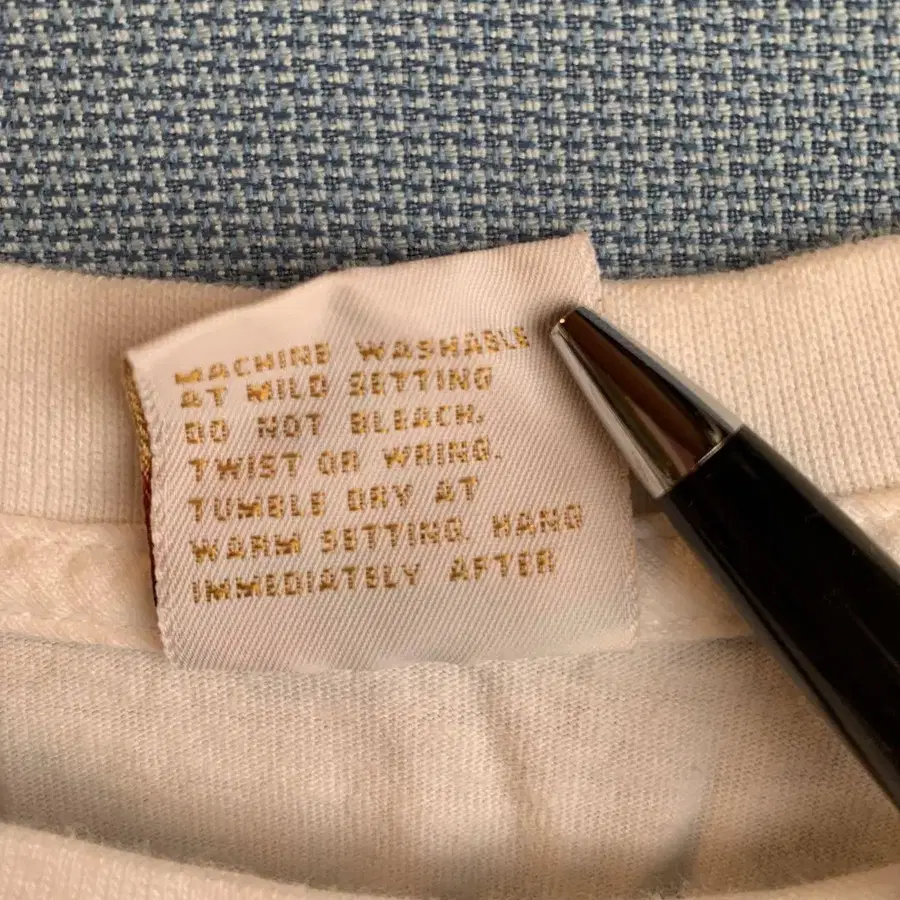 MACHINE WASHABLE
AT MILD SETTING
DO NOT BLEACH,
TWIST OR WRING.
TUMBLE DRY AT
WARM SETTING. HANG
IMMEDIATELY AFTER